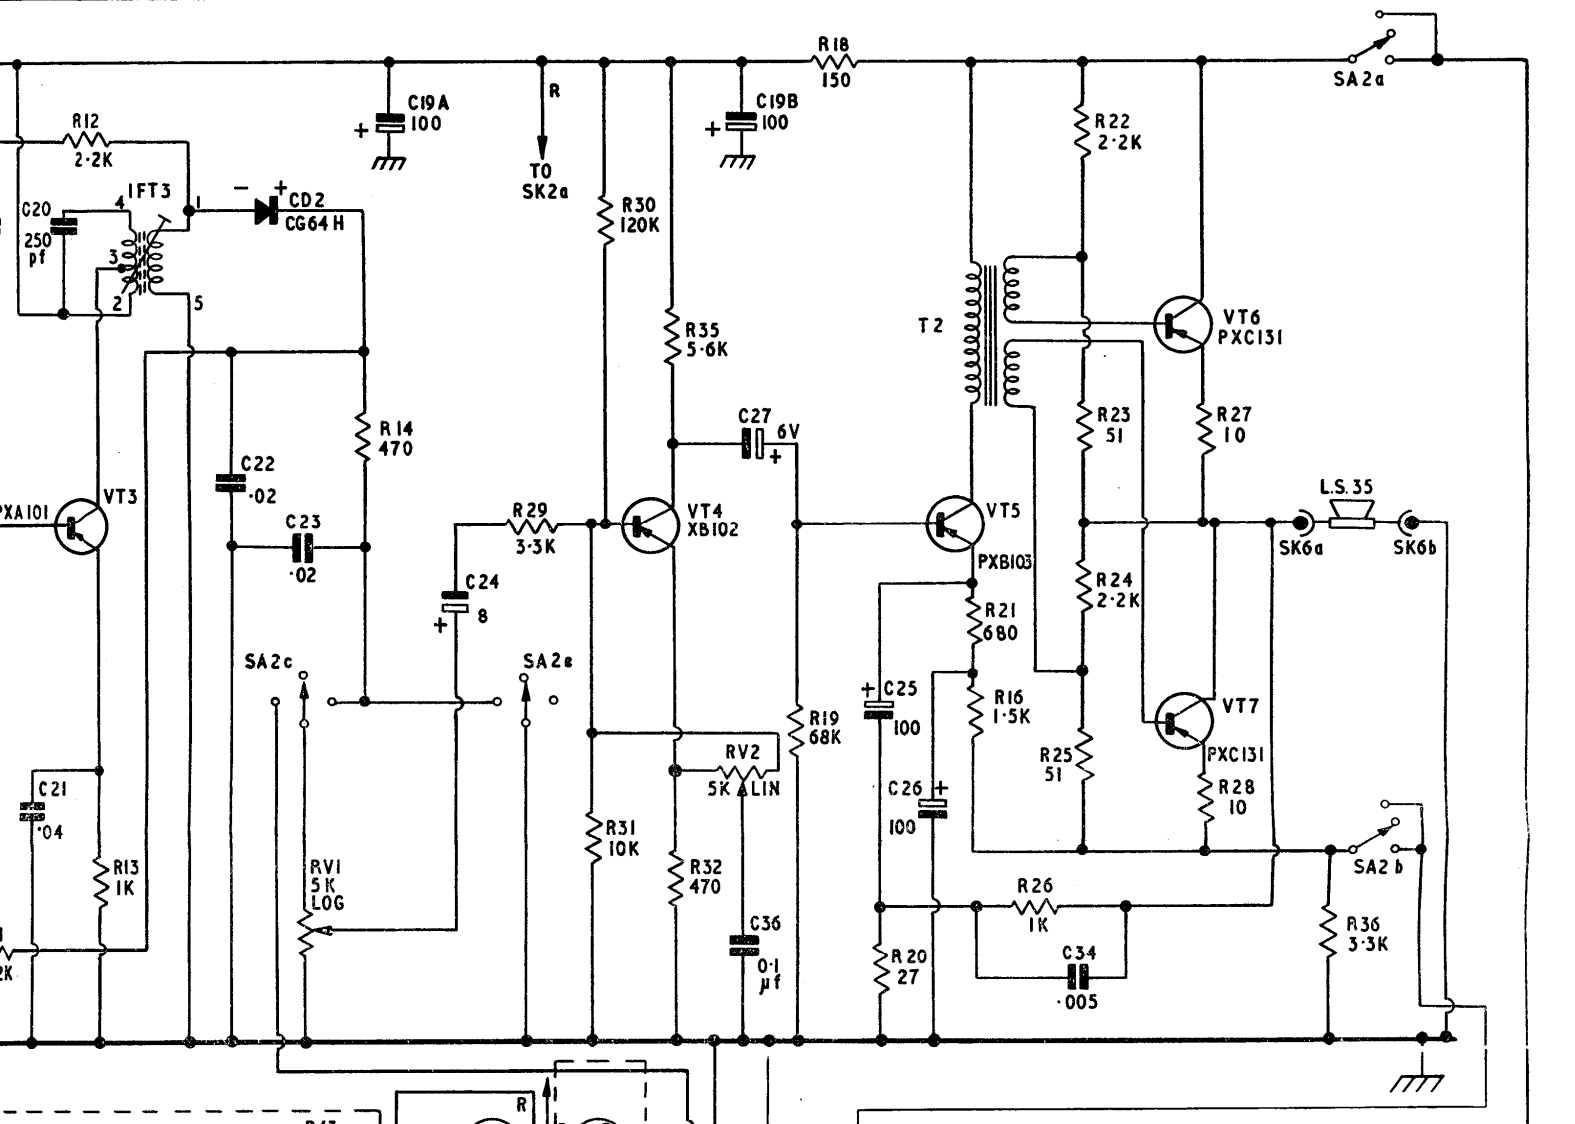 R18
150
SA2a
R12
2·2K
C19A
+ 100
R
TO
SK2a
C19B
+ 100
R22
2·2K
IFT3
4
1
- +
CD2
CG64H
C20
250
pf
3
2
5
R30
120K
R35
5·6K
T2
VT6
PXC131
R14
470
C27 6V
+
R23
51
R27
10
C22
·02
VT3
PXA101
C23
·02
R29
3·3K
VT4
XB102
VT5
PXB103
L.S.35
SK6a
SK6b
C24
+ 8
R24
2·2K
R21
680
SA2c
SA2e
+ C25
100
R16
1·5K
R19
68K
VT7
PXC131
RV2
5K LIN
R25
51
R28
10
C21
·04
C26 +
100
R13
1K
RV1
5K
LOG
R31
10K
R32
470
SA2b
R26
1K
R36
3·3K
C36
0·1
µf
R20
27
C34
·005
2K
R